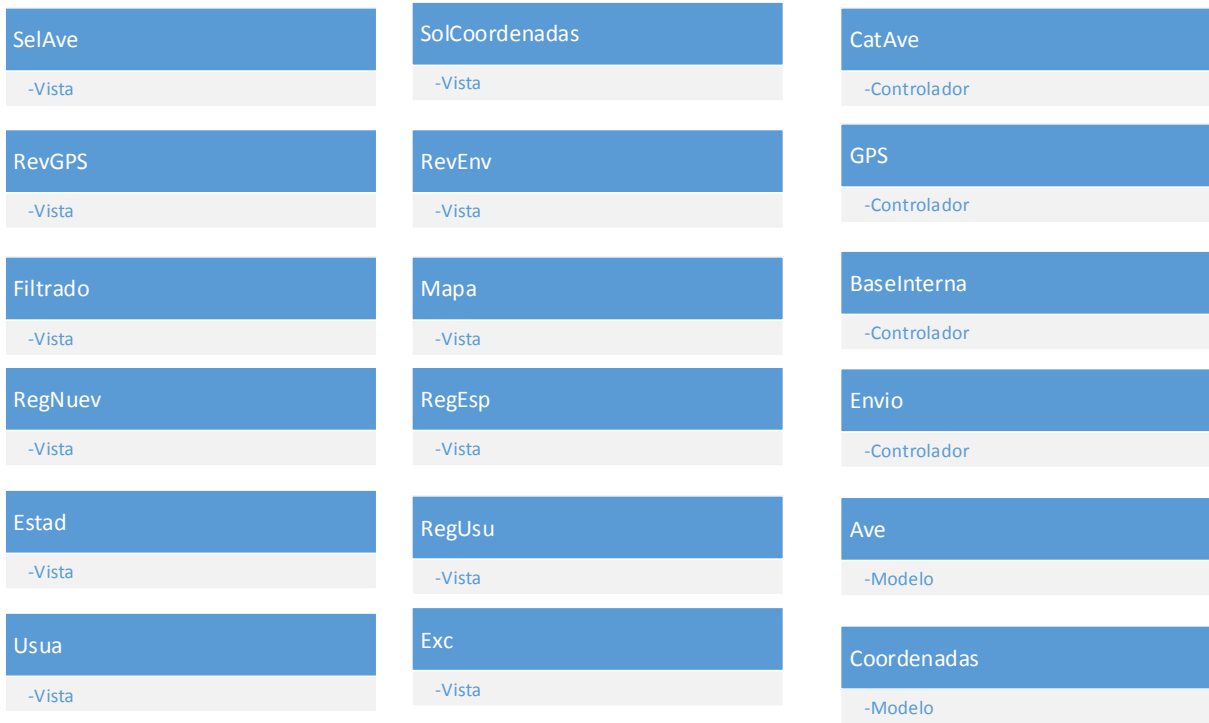 SelAve
-Vista
SolCoordenadas
-Vista
CatAve
-Controlador
RevGPS
-Vista
RevEnv
-Vista
GPS
-Controlador
Filtrado
-Vista
Mapa
-Vista
BaseInterna
-Controlador
RegNuev
-Vista
RegEsp
-Vista
Envio
-Controlador
Estad
-Vista
RegUsu
-Vista
Ave
-Modelo
Usua
-Vista
Exc
-Vista
Coordenadas
-Modelo